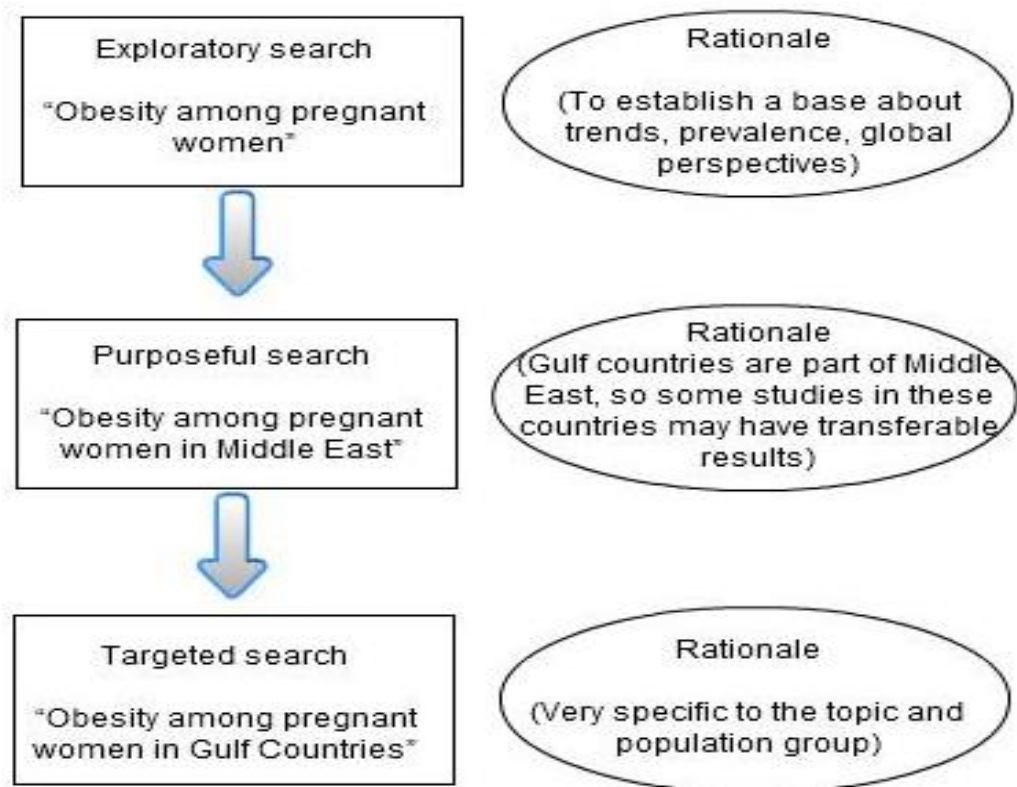 Exploratory search
“Obesity among pregnant
women”
Rationale
(To establish a base about
trends, prevalence, global
perspectives)
Purposeful search
“Obesity among pregnant
women in Middle East”
Rationale
(Gulf countries are part of Middle
East, so some studies in these
countries may have transferable
results)
Targeted search
“Obesity among pregnant
women in Gulf Countries”
Rationale
(Very specific to the topic and
population group)